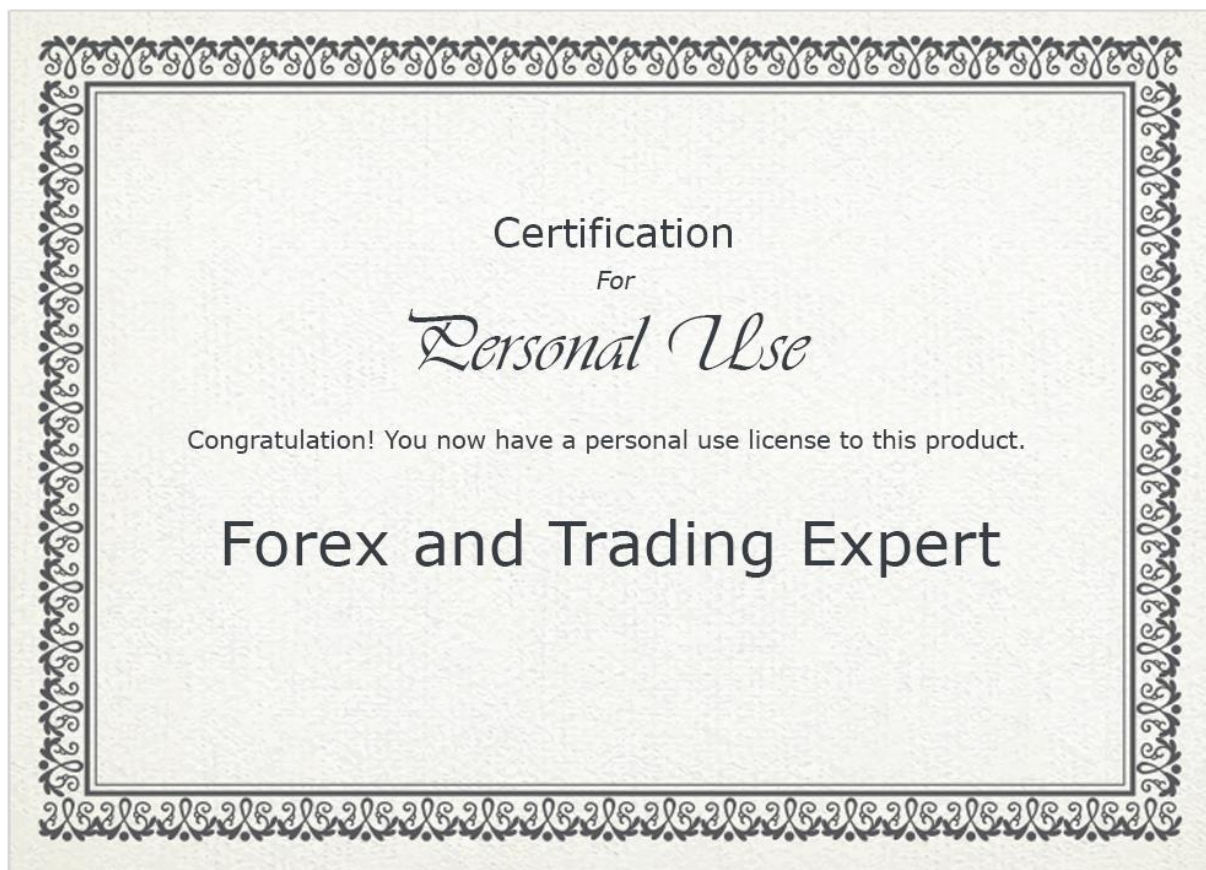 Certification
For
Personal Use
Congratulation! You now have a personal use license to this product.
Forex and Trading Expert